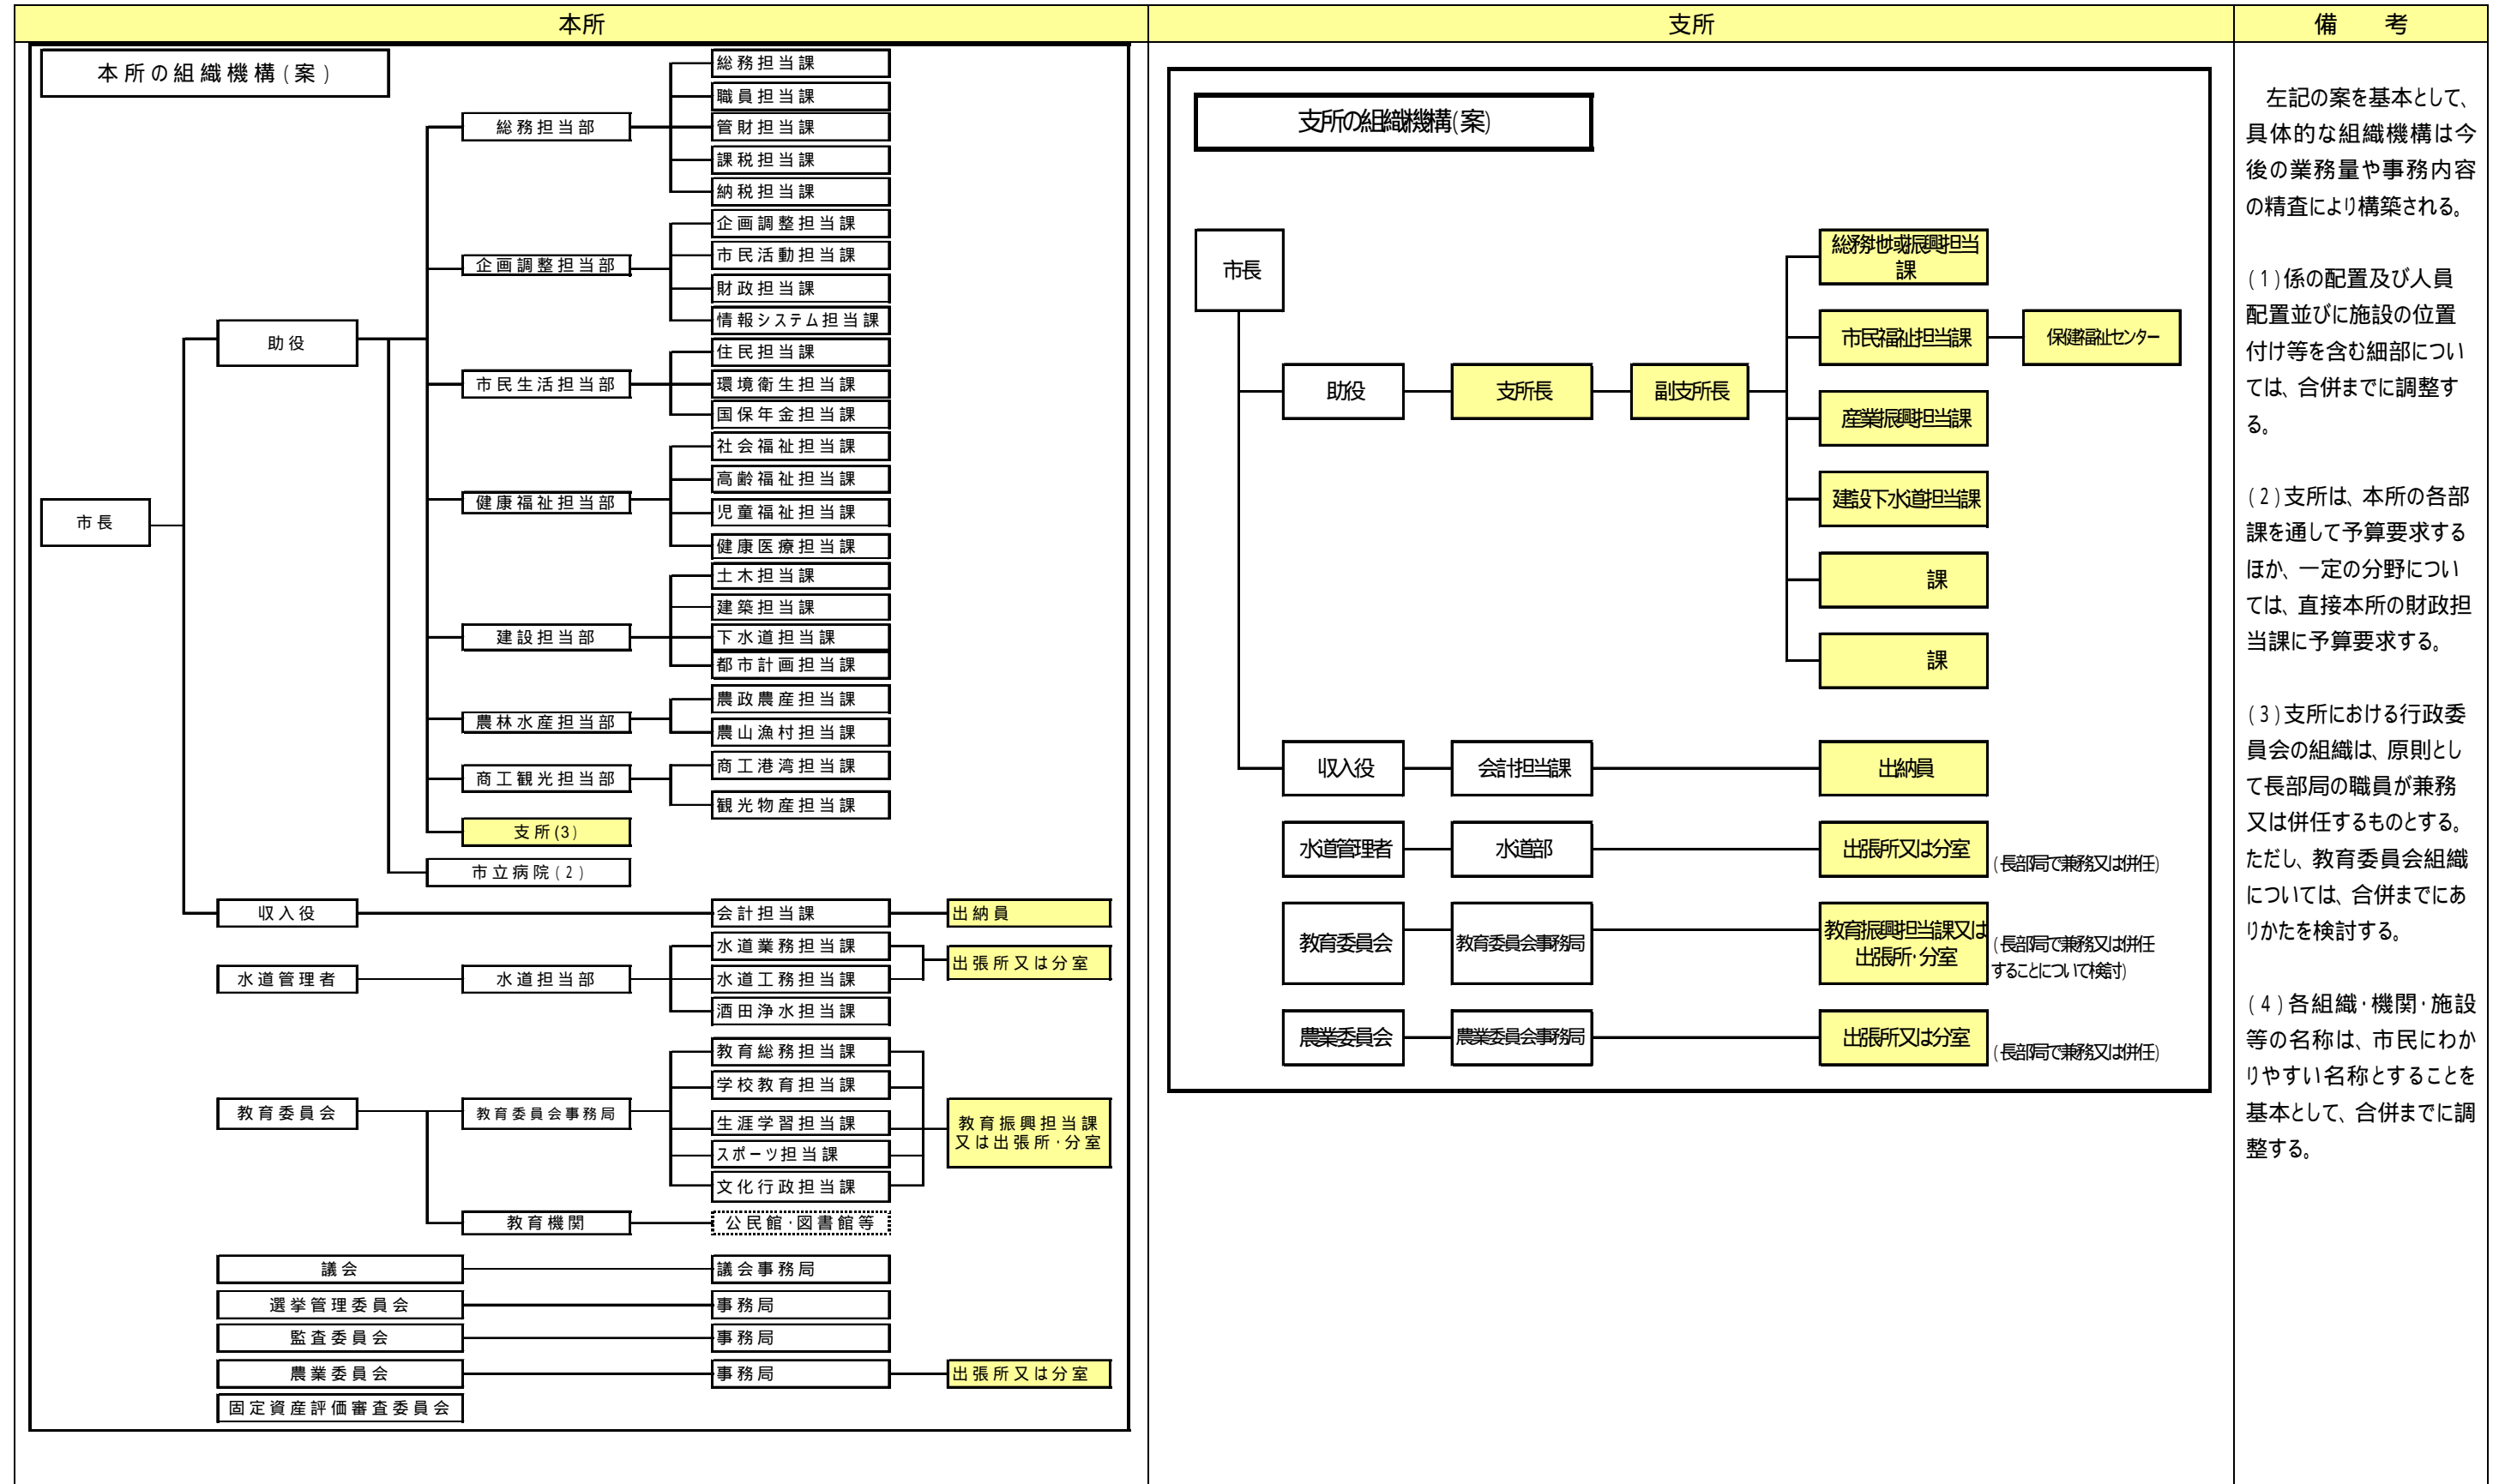 本所
支所
備　考
本所の組織機構(案)
総務担当課
職員担当課
総務担当部
管財担当課
課税担当課
納税担当課
企画調整担当課
市民活動担当課
企画調整担当部
財政担当課
情報システム担当課
助役
住民担当課
市民生活担当部
環境衛生担当課
国保年金担当課
社会福祉担当課
高齢福祉担当課
健康福祉担当部
児童福祉担当課
市長
健康医療担当課
土木担当課
建築担当課
建設担当部
下水道担当課
都市計画担当課
農政農産担当課
農林水産担当部
農山漁村担当課
商工港湾担当課
商工観光担当部
観光物産担当課
支所(3)
市立病院(2)
収入役
会計担当課
出納員
水道業務担当課
出張所又は分室
水道管理者
水道担当部
水道工務担当課
酒田浄水担当課
教育総務担当課
学校教育担当課
教育委員会
教育委員会事務局
生涯学習担当課
教育振興担当課
又は出張所・分室
スポーツ担当課
文化行政担当課
教育機関
公民館・図書館等
議会
議会事務局
選挙管理委員会
事務局
監査委員会
事務局
農業委員会
事務局
出張所又は分室
固定資産評価審査委員会
支所の組織機構(案)
市長
総務地域振興担当
課
市民福祉担当課
保健福祉センター
助役
支所長
副支所長
産業振興担当課
建設下水道担当課
課
課
収入役
会計担当課
出納員
水道管理者
水道部
出張所又は分室
(長部局で兼務又は併任)
教育委員会
教育委員会事務局
教育振興担当課又は
出張所・分室
(長部局で兼務又は併任
することについて検討)
農業委員会
農業委員会事務局
出張所又は分室
(長部局で兼務又は併任)
左記の案を基本として、
具体的な組織機構は今
後の業務量や事務内容
の精査により構築される。
(1)係の配置及び人員
配置並びに施設の位置
付け等を含む細部につい
ては、合併までに調整す
る。
(2)支所は、本所の各部
課を通して予算要求する
ほか、一定の分野につい
ては、直接本所の財政担
当課に予算要求する。
(3)支所における行政委
員会の組織は、原則とし
て長部局の職員が兼務
又は併任するものとする。
ただし、教育委員会組織
については、合併までにあ
りかたを検討する。
(4)各組織・機関・施設
等の名称は、市民にわか
りやすい名称とすることを
基本として、合併までに調
整する。